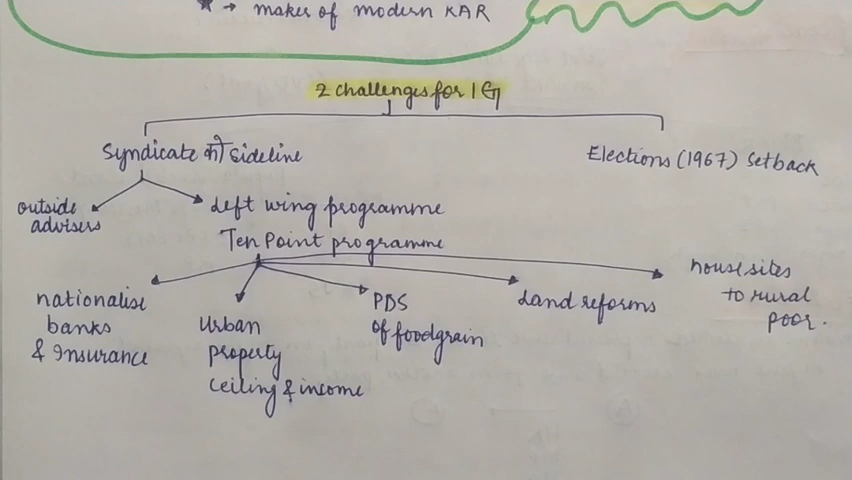 ★ → maker of modern KAR
2 challenges for IG
Syndicate को sideline
Elections (1967) setback
outside
advisers
Left wing programme
Ten Point programme
nationalise
banks
& Insurance
Urban
property
ceiling & income
PDS
of foodgrain
Land reforms
house sites
to rural
poor.